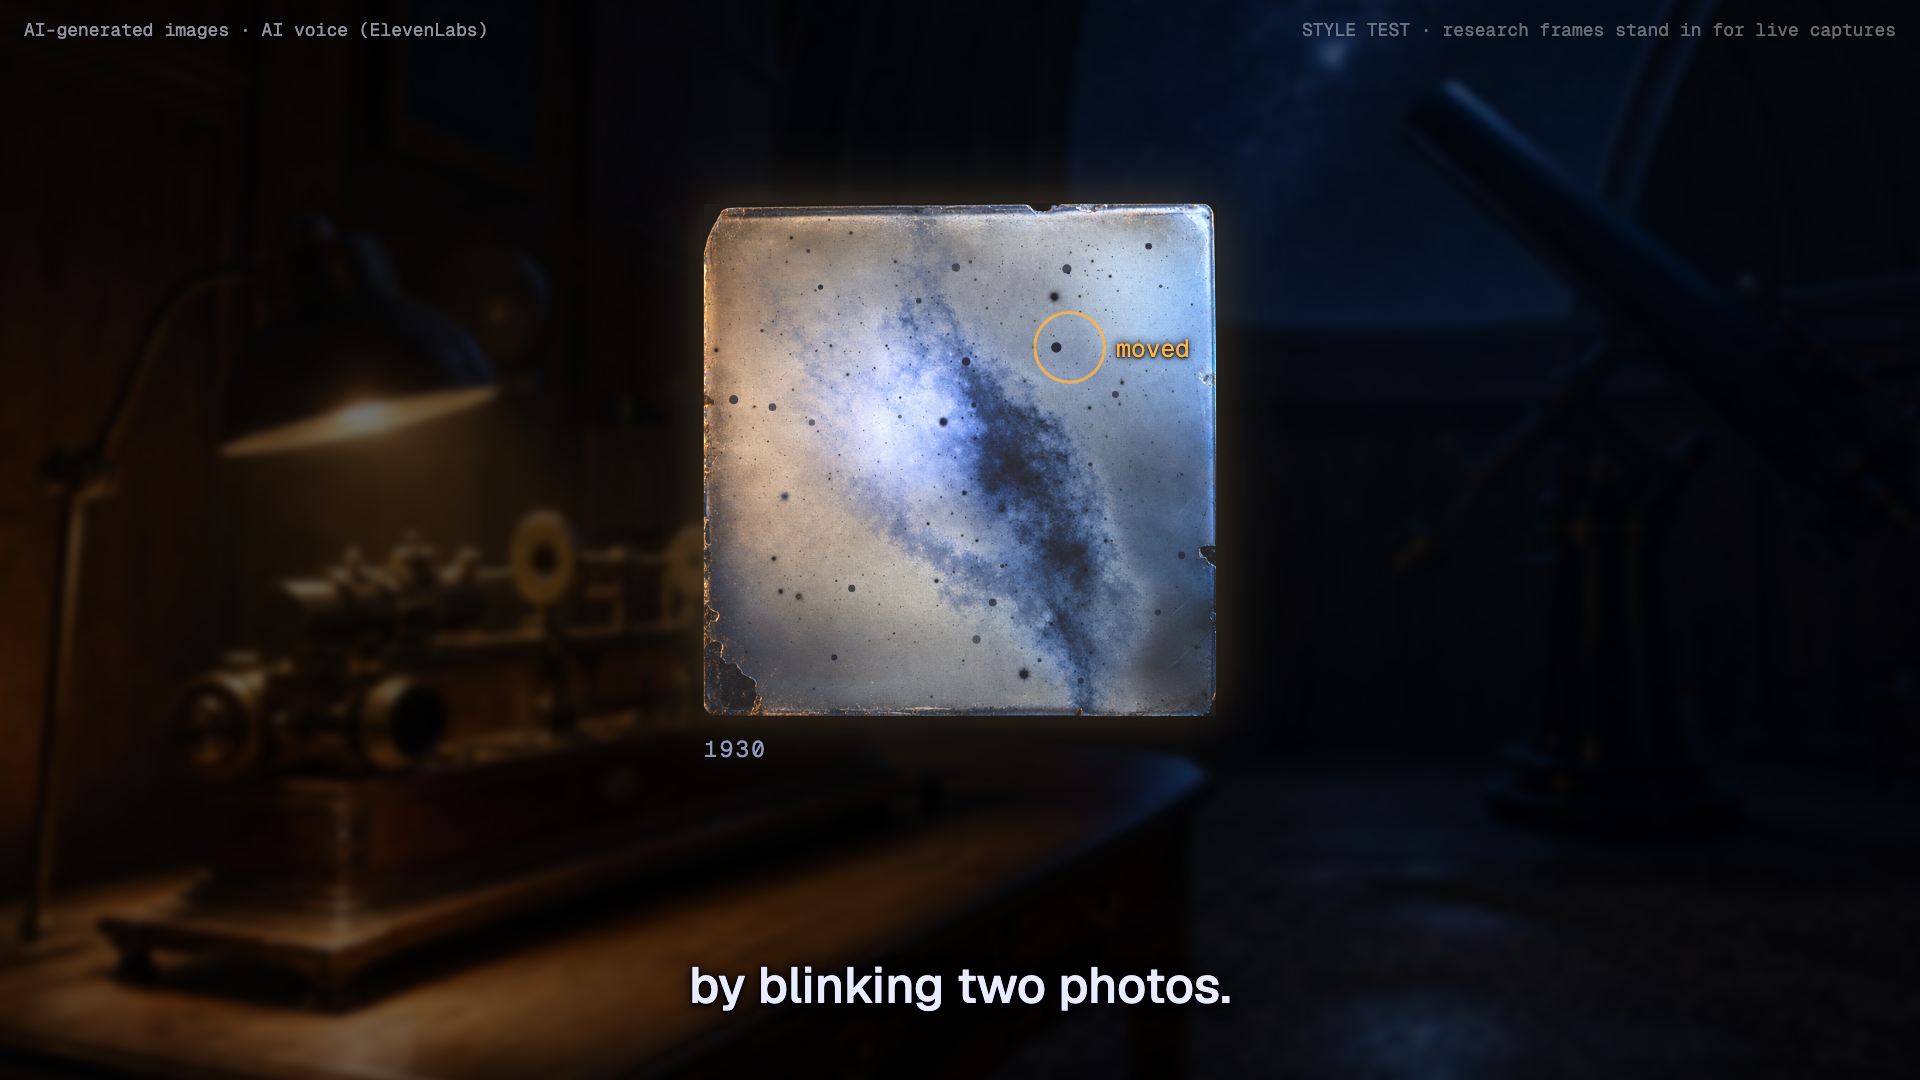 AI-generated images · AI voice (ElevenLabs)
STYLE TEST · research frames stand in for live captures
moved
1930
by blinking two photos.